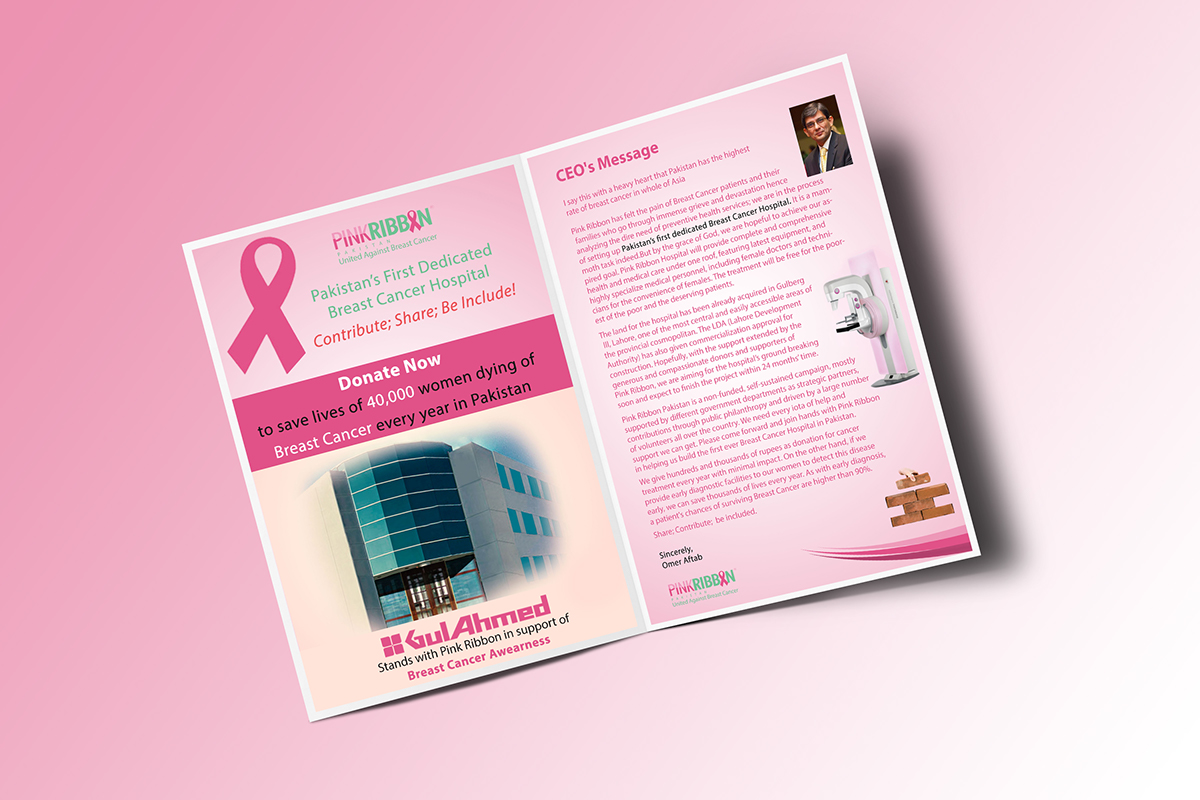 PINKRIBBON®
PAKISTAN
United Against Breast Cancer
Pakistan's First Dedicated
Breast Cancer Hospital
Contribute; Share; Be Include!
Donate Now
to save lives of 40,000 women dying of
Breast Cancer every year in Pakistan
GulAhmed
Stands with Pink Ribbon in support of
Breast Cancer Awearness
CEO's Message
I say this with a heavy heart that Pakistan has the highest
rate of breast cancer in whole of Asia
Pink Ribbon has felt the pain of Breast Cancer patients and their
families who go through immense grieve and devastation hence
analyzing the dire need of preventive health services; we are in the process
of setting up Pakistan's first dedicated Breast Cancer Hospital. It is a mam-
moth task indeed.But by the grace of God, we are hopeful to achieve our as-
pired goal. Pink Ribbon Hospital will provide complete and comprehensive
health and medical care under one roof, featuring latest equipment, and
highly specialize medical personnel, including female doctors and techni-
cians for the convenience of females. The treatment will be free for the poor-
est of the poor and the deserving patients.
The land for the hospital has been already acquired in Gulberg
III, Lahore, one of the most central and easily accessible areas of
the provincial cosmopolitan. The LDA (Lahore Development
Authority) has also given commercialization approval for
construction. Hopefully, with the support extended by the
generous and compassionate donors and supporters of
Pink Ribbon, we are aiming for the hospital's ground breaking
soon and expect to finish the project within 24 months' time.
Pink Ribbon Pakistan is a non-funded, self-sustained campaign, mostly
supported by different government departments as strategic partners,
contributions through public philanthropy and driven by a large number
of volunteers all over the country. We need every iota of help and
support we can get. Please come forward and join hands with Pink Ribbon
in helping us build the first ever Breast Cancer Hospital in Pakistan.
We give hundreds and thousands of rupees as donation for cancer
treatment every year with minimal impact. On the other hand, if we
provide early diagnostic facilities to our women to detect this disease
early, we can save thousands of lives every year. As with early diagnosis,
a patient's chances of surviving Breast Cancer are higher than 90%.
Share; Contribute; be included.
Sincerely,
Omer Aftab
PINKRIBBON®
PAKISTAN
United Against Breast Cancer